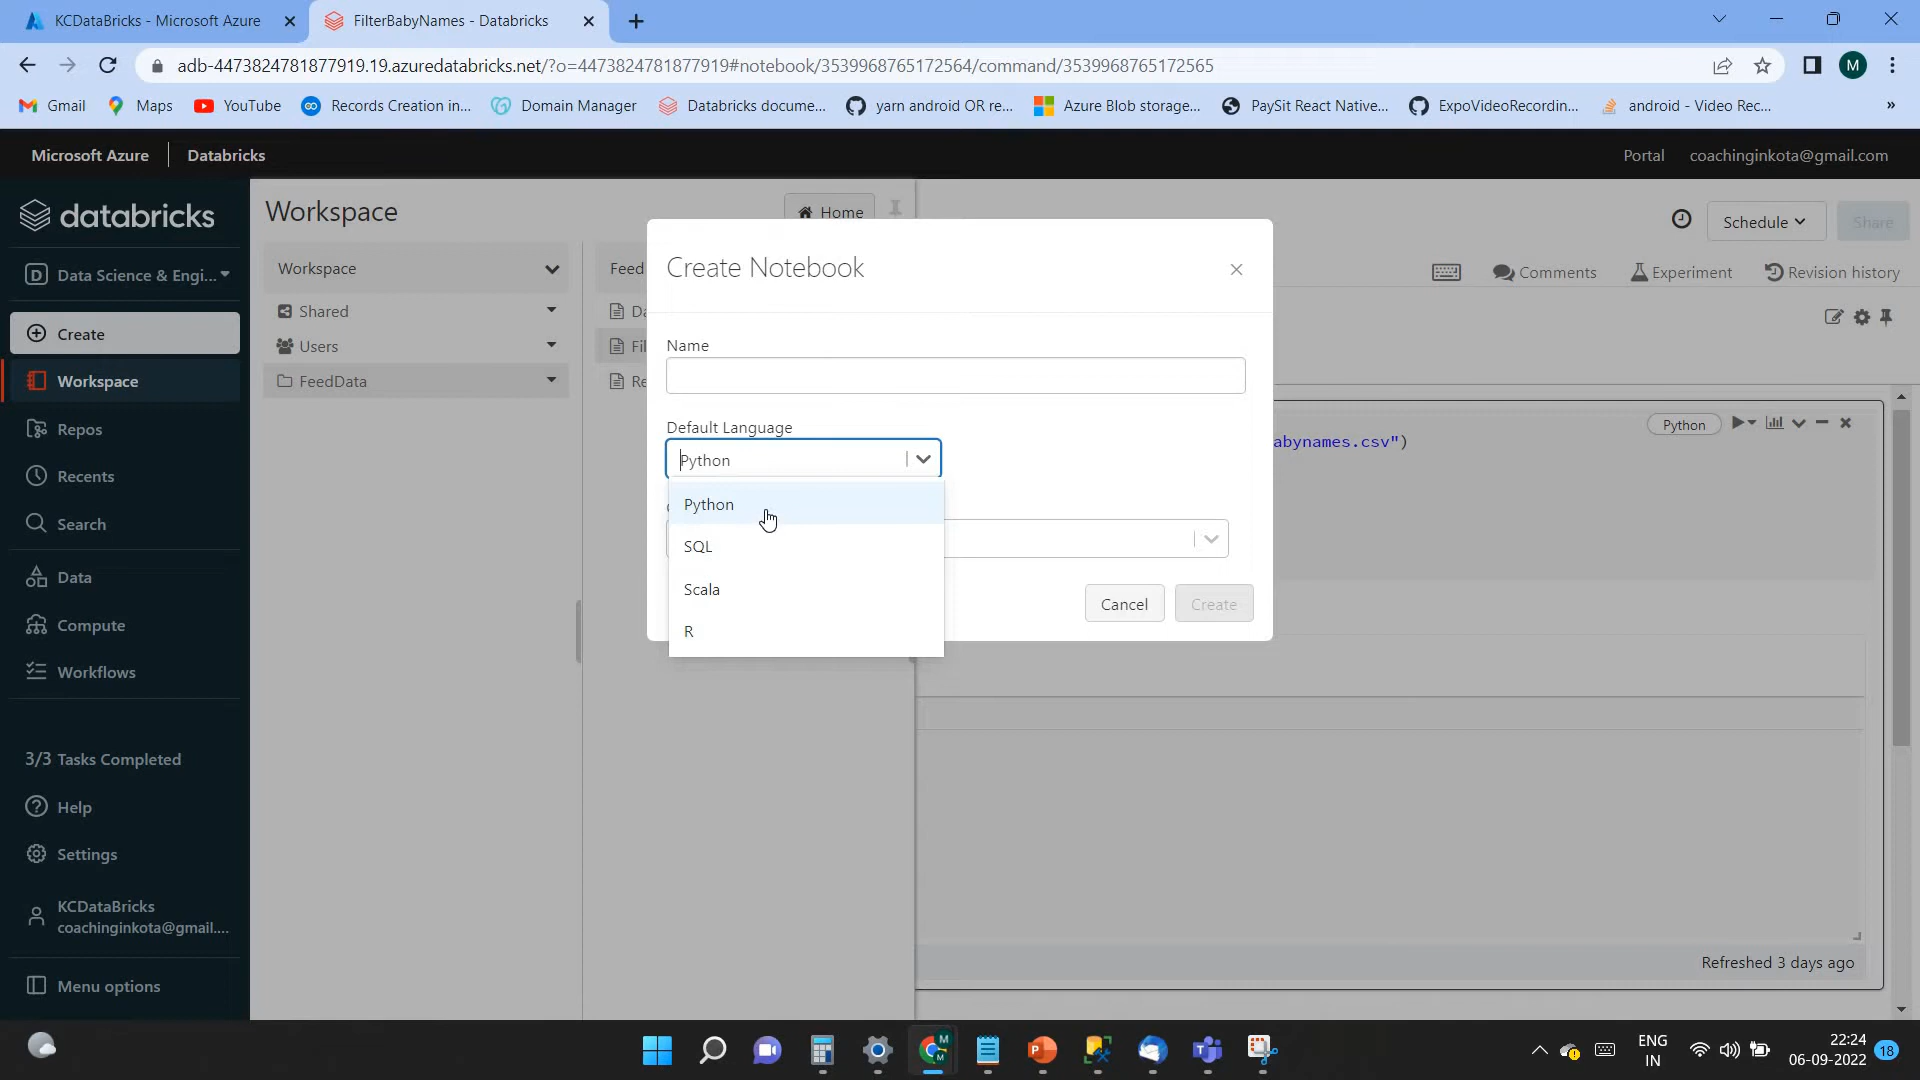 KCDataBricks - Microsoft Azure
FilterBabyNames - Databricks
adb-4473824781877919.19.azuredatabricks.net/?o=4473824781877919#notebook/3539968765172564/command/3539968765172565
M
Gmail
Maps
YouTube
Records Creation in...
Domain Manager
Databricks docume...
yarn android OR re...
Azure Blob storage...
PaySit React Native...
ExpoVideoRecordin...
android - Video Rec...
»
Microsoft Azure
Databricks
Portal
coachinginkota@gmail.com
databricks
D
Data Science & Engi...
Create
Workspace
Repos
Recents
Search
Data
Compute
Workflows
3/3 Tasks Completed
Help
Settings
KCDataBricks
coachinginkota@gmail....
Menu options
Workspace
Home
Workspace
Shared
Users
FeedData
Feed
Da
Fil
Re
Create Notebook
Name
Default Language
Python
Python
SQL
Scala
R
Cancel
Create
Schedule
Share
Comments
Experiment
Revision history
Python
abynames.csv")
Refreshed 3 days ago
ENG
IN
22:24
06-09-2022
18